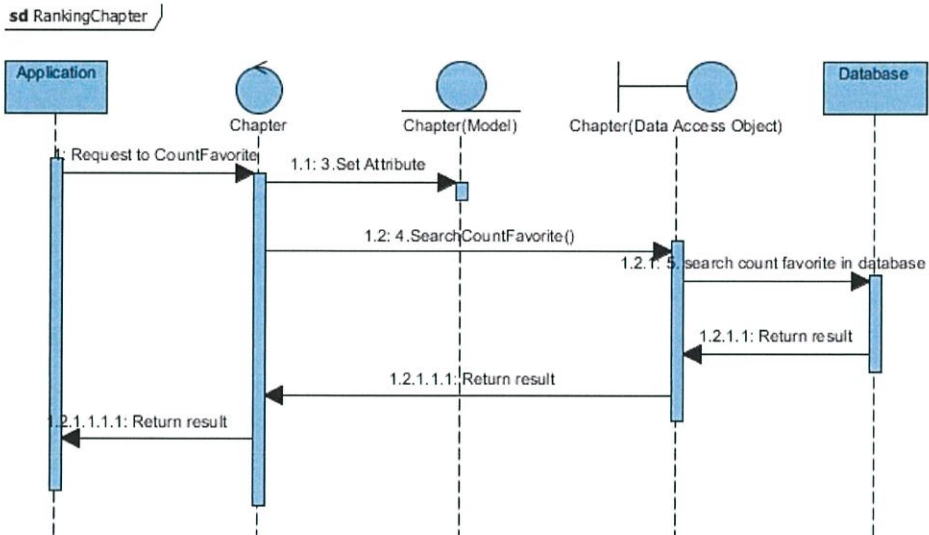 sd RankingChapter
Application
Database
Chapter
Chapter(Model)
Chapter(Data Access Object)
1: Request to CountFavorite
1.1: 3.Set Attribute
1.2: 4.SearchCountFavorite()
1.2.1: 5. search count favorite in database
1.2.1.1: Return result
1.2.1.1.1: Return result
1.2.1.1.1.1: Return result